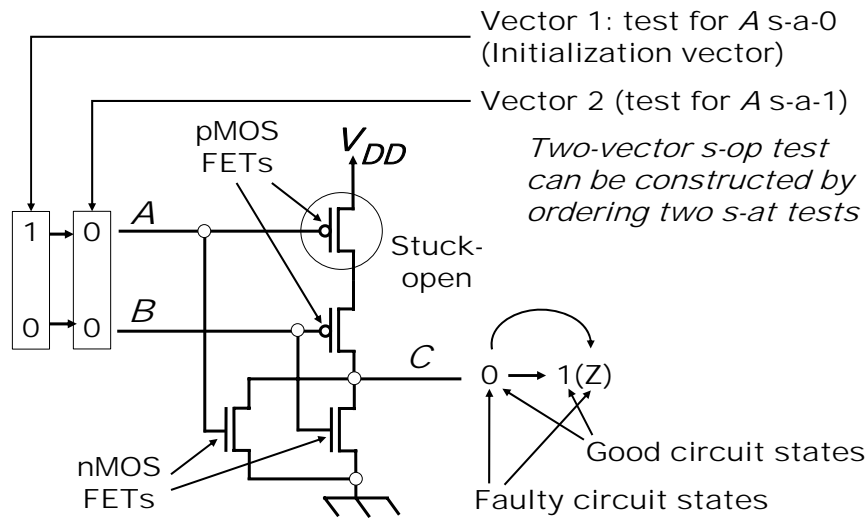 Vector 1: test for A s-a-0
(Initialization vector)
Vector 2 (test for A s-a-1)
pMOS
FETs
VDD
Two-vector s-op test
can be constructed by
ordering two s-at tests
A
1 0
Stuck-
open
B
0 0
C
0 1(Z)
nMOS
FETs
Good circuit states
Faulty circuit states